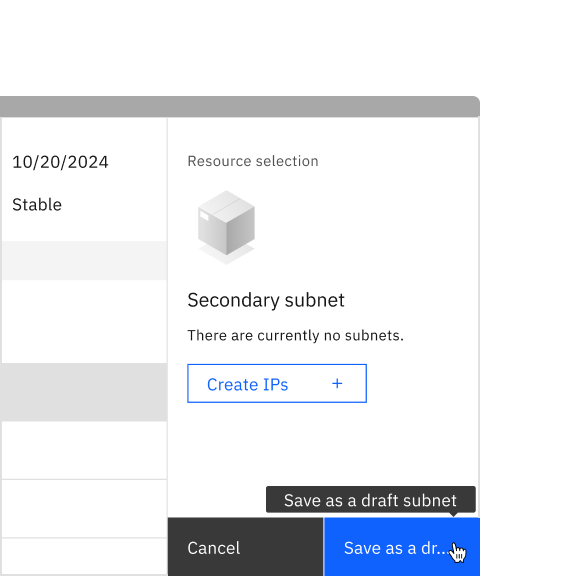 10/20/2024
Stable
Resource selection
Secondary subnet
There are currently no subnets.
Create IPs +
Save as a draft subnet
Cancel
Save as a dr...